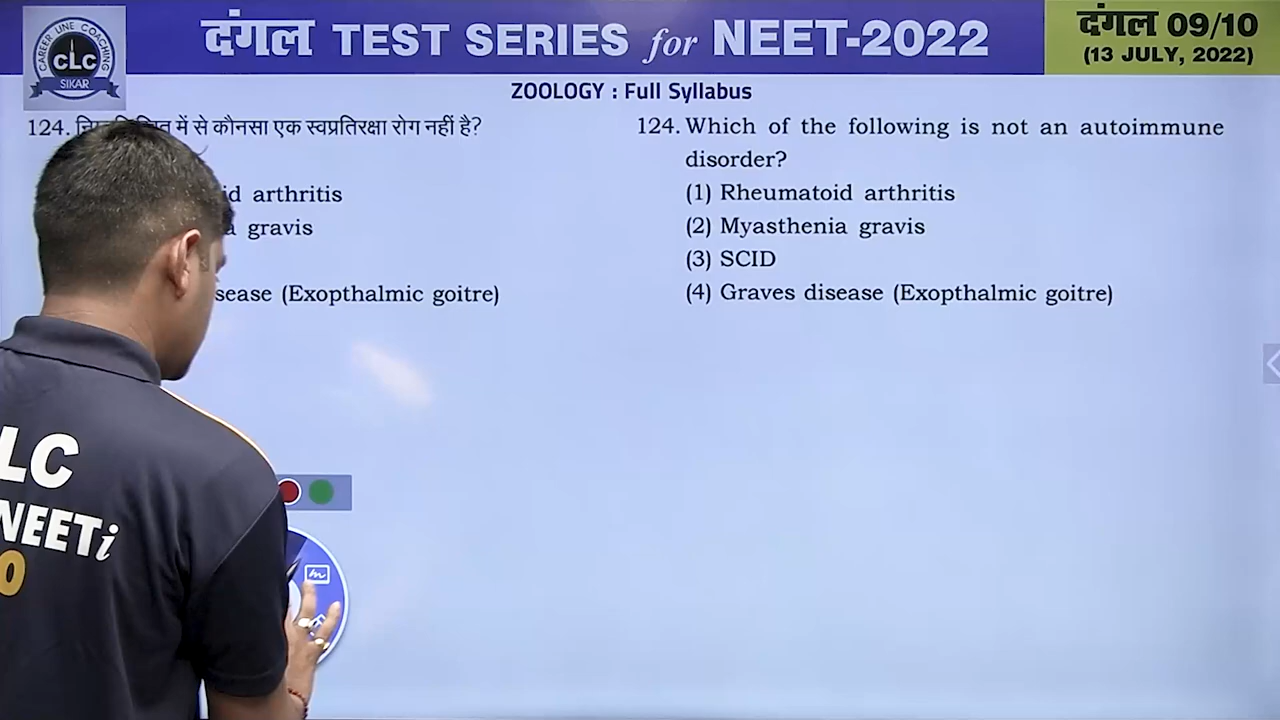 दंगल TEST SERIES for NEET-2022
दंगल 09/10
(13 JULY, 2022)
CAREER LINE COACHING
CLC
SIKAR
ZOOLOGY : Full Syllabus
124. में से कौनसा एक स्वप्रतिरक्षा रोग नहीं है?
arthritis
gravis
(Exopthalmic goitre)
124. Which of the following is not an autoimmune
disorder?
(1) Rheumatoid arthritis
(2) Myasthenia gravis
(3) SCID
(4) Graves disease (Exopthalmic goitre)
LC
NEETi
0